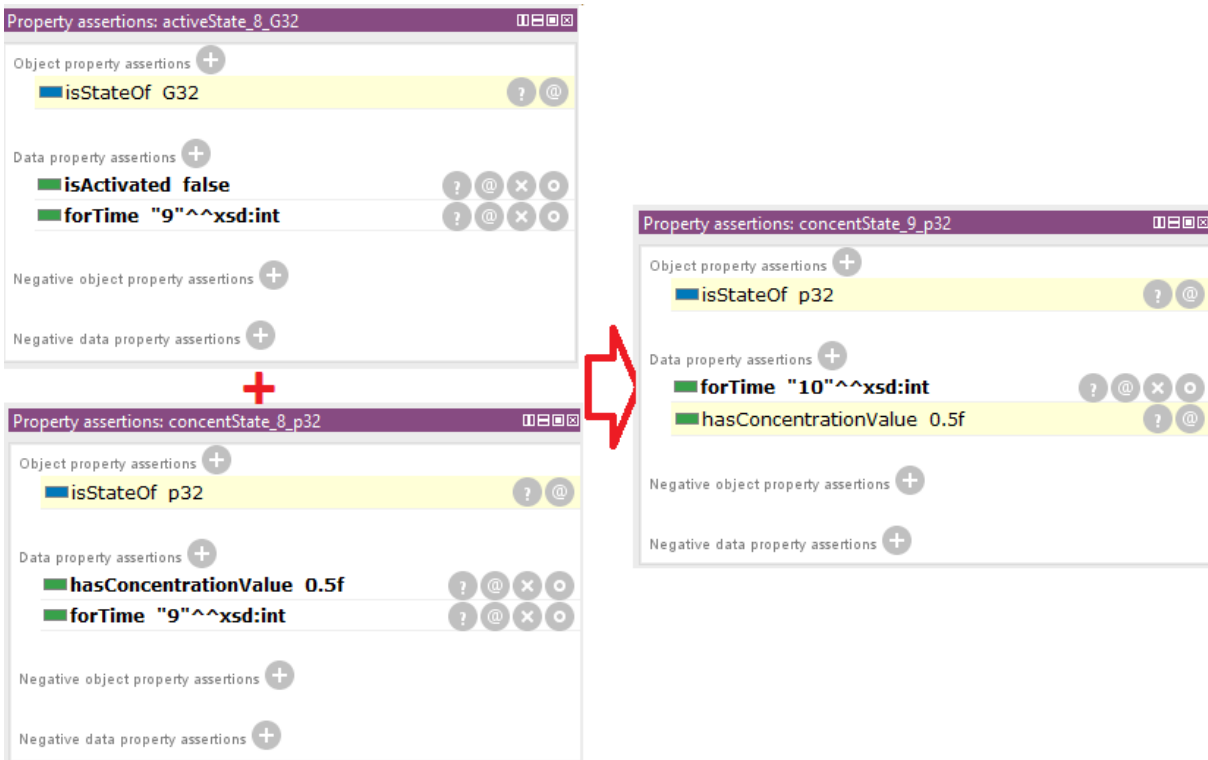 Property assertions: activeState_8_G32
Object property assertions
isStateOf G32
Data property assertions
isActivated false
forTime "9"^^xsd:int
Negative object property assertions
Negative data property assertions
+
Property assertions: concentState_8_p32
Object property assertions
isStateOf p32
Data property assertions
hasConcentrationValue 0.5f
forTime "9"^^xsd:int
Negative object property assertions
Negative data property assertions
Property assertions: concentState_9_p32
Object property assertions
isStateOf p32
Data property assertions
forTime "10"^^xsd:int
hasConcentrationValue 0.5f
Negative object property assertions
Negative data property assertions